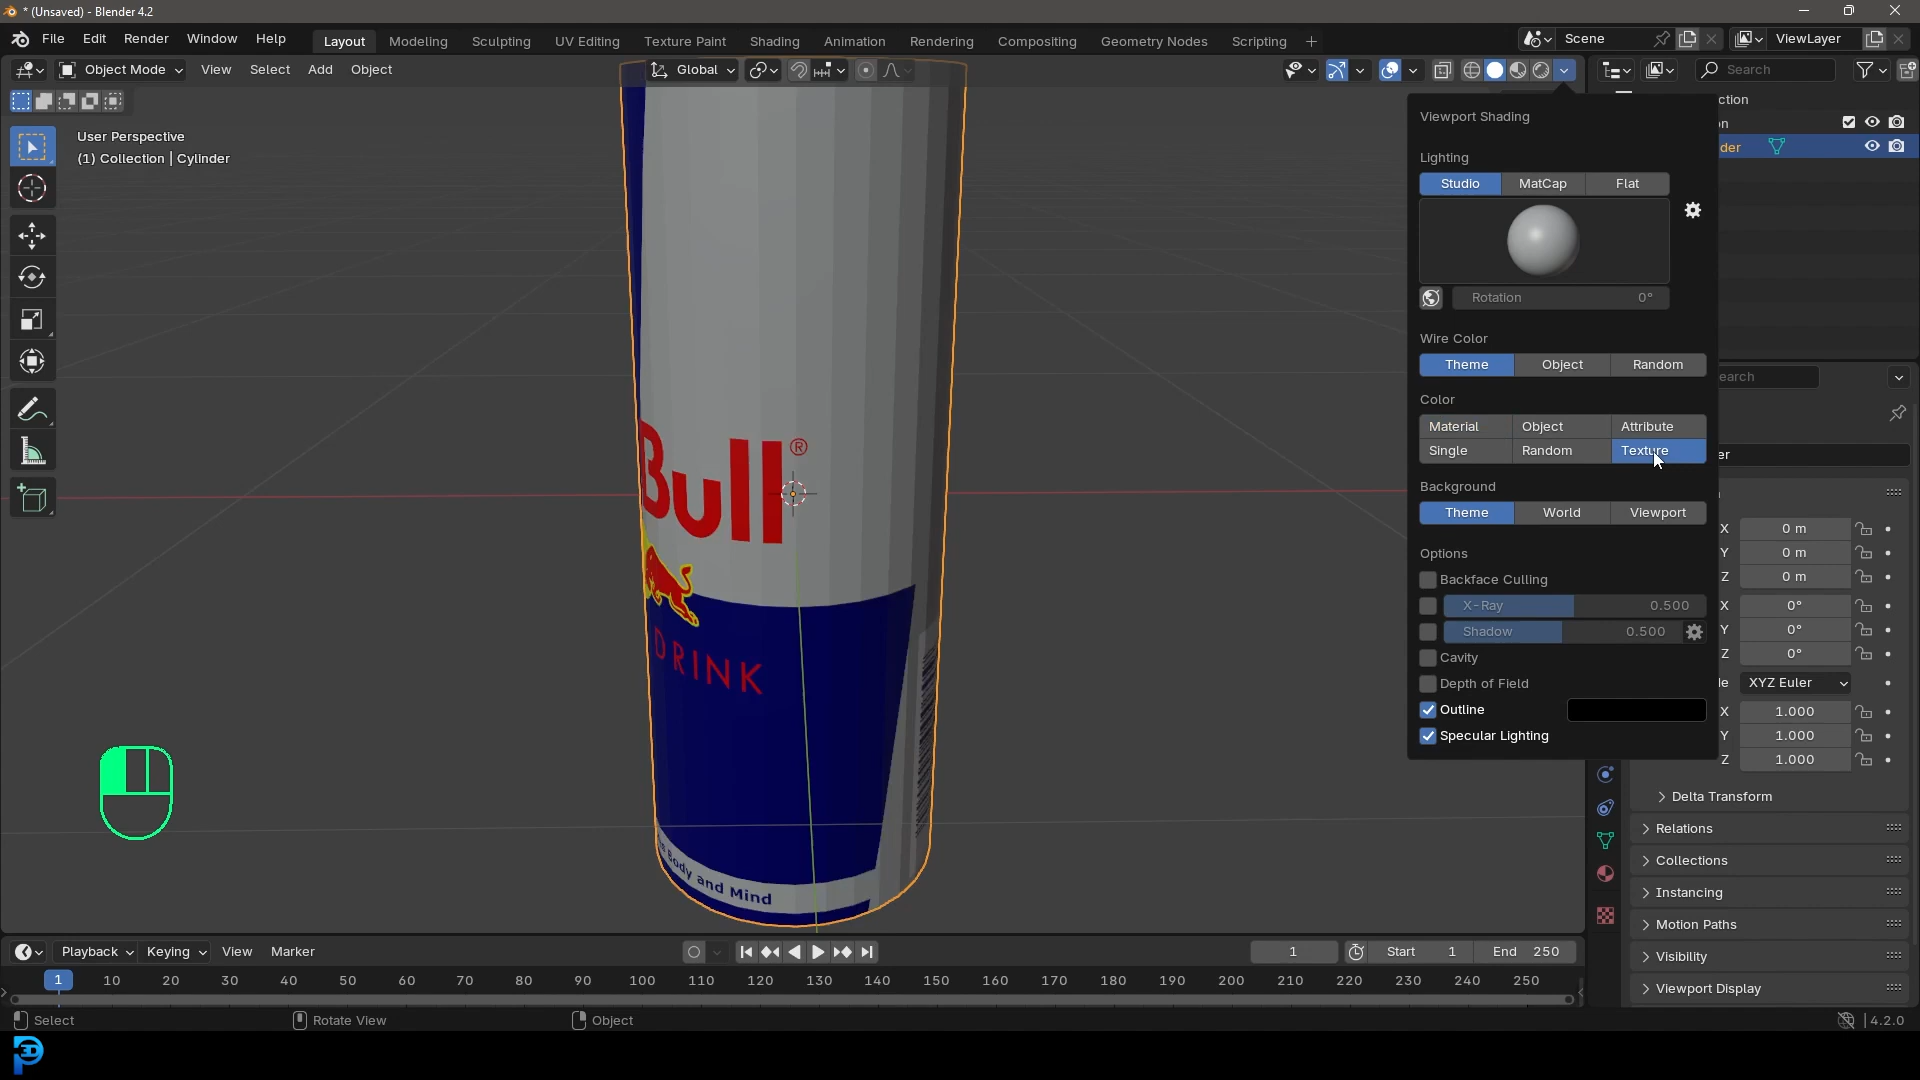 * (Unsaved) - Blender 4.2
File Edit Render Window Help
Layout Modeling Sculpting UV Editing Texture Paint Shading Animation Rendering Compositing Geometry Nodes Scripting +
Scene
ViewLayer
Object Mode View Select Add Object
Global
Search
User Perspective
(1) Collection | Cylinder
ction
on
der
Viewport Shading
Lighting
Studio MatCap Flat
Rotation 0°
Wire Color
Theme Object Random
Color
Material Object Attribute
Single Random Texture
Background
Theme World Viewport
Options
Backface Culling
X-Ray 0.500
Shadow 0.500
Cavity
Depth of Field
Outline
Specular Lighting
Bull®
DRINK
Body and Mind
earch
er
X 0 m
Y 0 m
Z 0 m
X 0°
Y 0°
Z 0°
XYZ Euler
X 1.000
Y 1.000
Z 1.000
Delta Transform
Relations
Collections
Instancing
Motion Paths
Visibility
Viewport Display
Playback Keying View Marker
1 Start 1 End 250
1 10 20 30 40 50 60 70 80 90 100 110 120 130 140 150 160 170 180 190 200 210 220 230 240 250
Select Rotate View Object
4.2.0